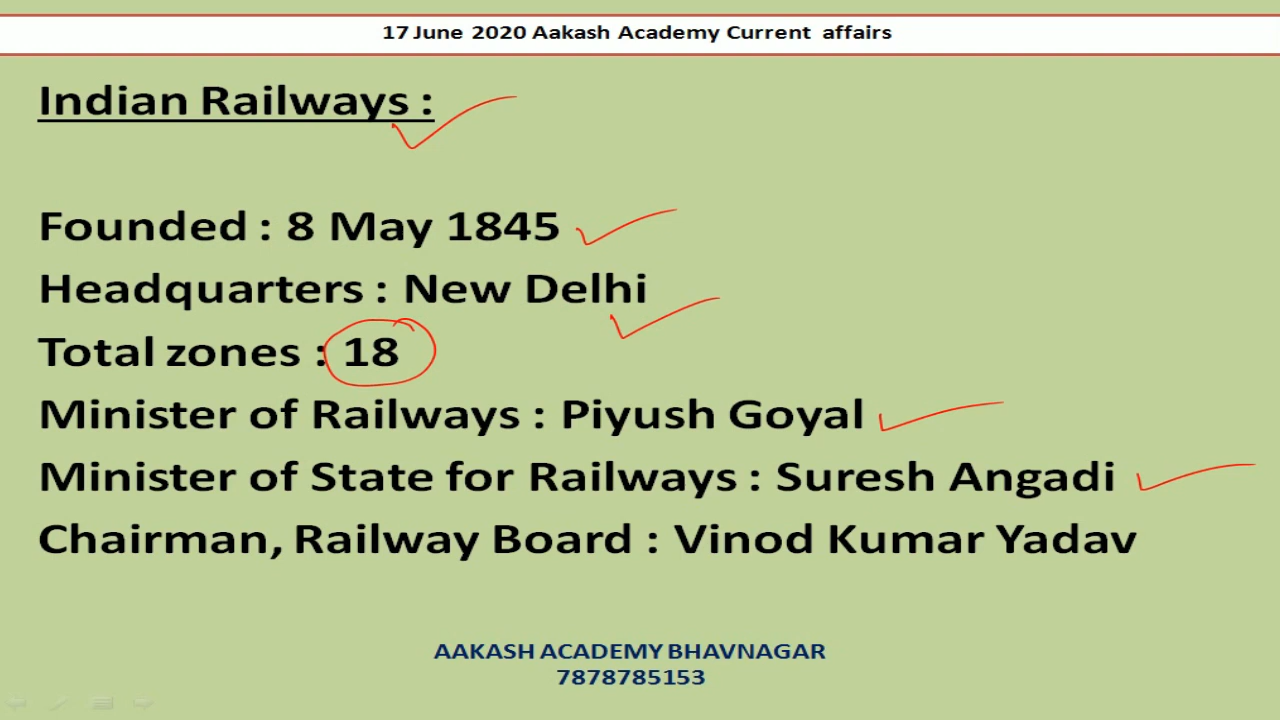 17 June 2020 Aakash Academy Current affairs
Indian Railways :
Founded : 8 May 1845
Headquarters : New Delhi
Total zones : 18
Minister of Railways : Piyush Goyal
Minister of State for Railways : Suresh Angadi
Chairman, Railway Board : Vinod Kumar Yadav
AAKASH ACADEMY BHAVNAGAR
7878785153